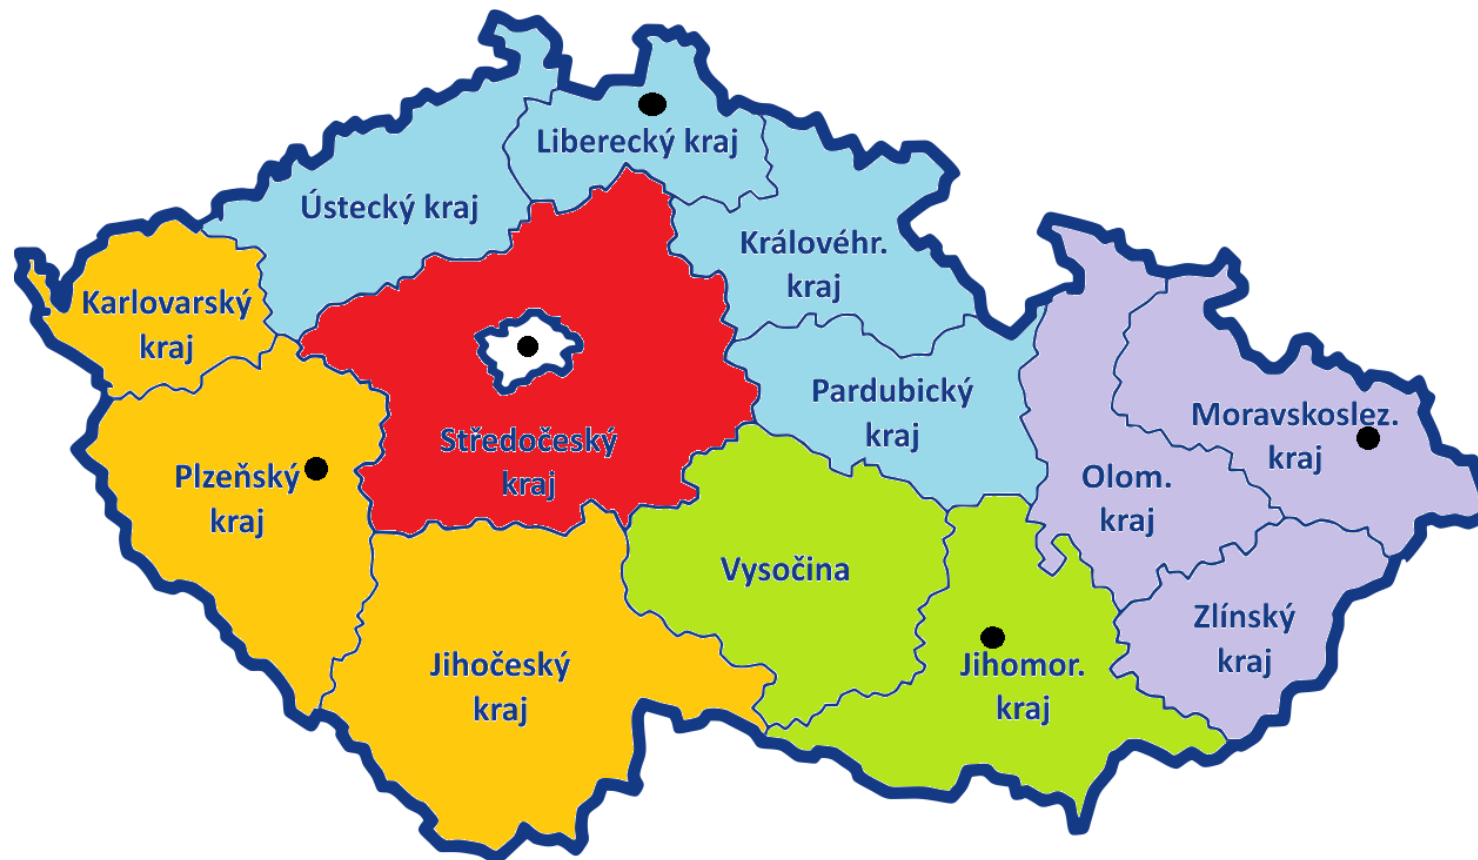 Liberecký kraj
Ústecký kraj
Královéhr.
kraj
Karlovarský
kraj
Pardubický
kraj
Středočeský
kraj
Moravskoslez.
kraj
Plzeňský
kraj
Olom.
kraj
Vysočina
Zlínský
kraj
Jihočeský
kraj
Jihomor.
kraj